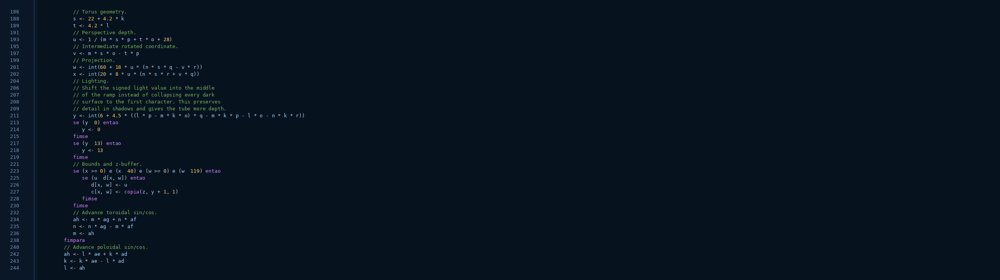 186 // Torus geometry.
188 s <- 22 + 4.2 * k
189 t <- 4.2 * l
191 // Perspective depth.
193 u <- 1 / (m * s * p + t * o + 28)
195 // Intermediate rotated coordinate.
197 v <- m * s * o - t * p
199 // Projection.
201 w <- int(60 + 18 * u * (n * s * q - v * r))
202 x <- int(20 + 8 * u * (n * s * r + v * q))
204 // Lighting.
206 // Shift the signed light value into the middle
207 // of the ramp instead of collapsing every dark
208 // surface to the first character. This preserves
209 // detail in shadows and gives the tube more depth.
211 y <- int(6 + 4.5 * ((l * p - m * k * o) * q - m * k * p - l * o - n * k * r))
213 se (y  0) entao
214 y <- 0
215 fimse
217 se (y  13) entao
218 y <- 13
219 fimse
221 // Bounds and z-buffer.
223 se (x >= 0) e (x  40) e (w >= 0) e (w  119) entao
225 se (u  d[x, w]) entao
226 d[x, w] <- u
227 c[x, w] <- copia(z, y + 1, 1)
228 fimse
230 fimse
232 // Advance toroidal sin/cos.
234 ah <- m * ag + n * af
235 n <- n * ag - m * af
236 m <- ah
238 fimpara
240 // Advance poloidal sin/cos.
242 ah <- l * ae + k * ad
243 k <- k * ae - l * ad
244 l <- ah